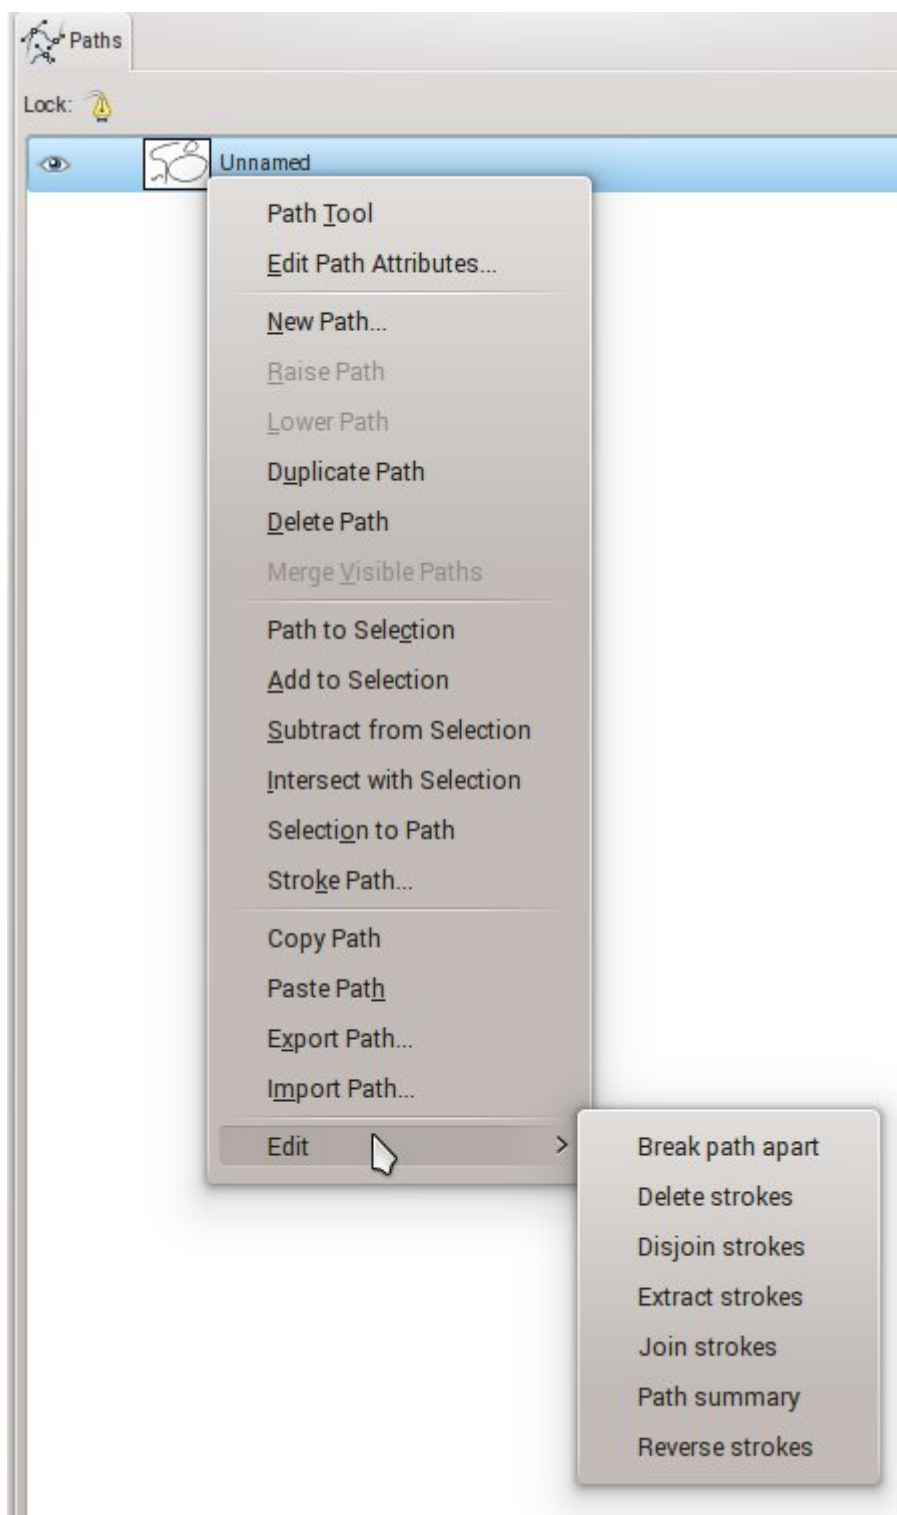 Paths
Lock:
Unnamed
Path Tool
Edit Path Attributes...
New Path...
Raise Path
Lower Path
Duplicate Path
Delete Path
Merge Visible Paths
Path to Selection
Add to Selection
Subtract from Selection
Intersect with Selection
Selection to Path
Stroke Path...
Copy Path
Paste Path
Export Path...
Import Path...
Edit
Break path apart
Delete strokes
Disjoin strokes
Extract strokes
Join strokes
Path summary
Reverse strokes